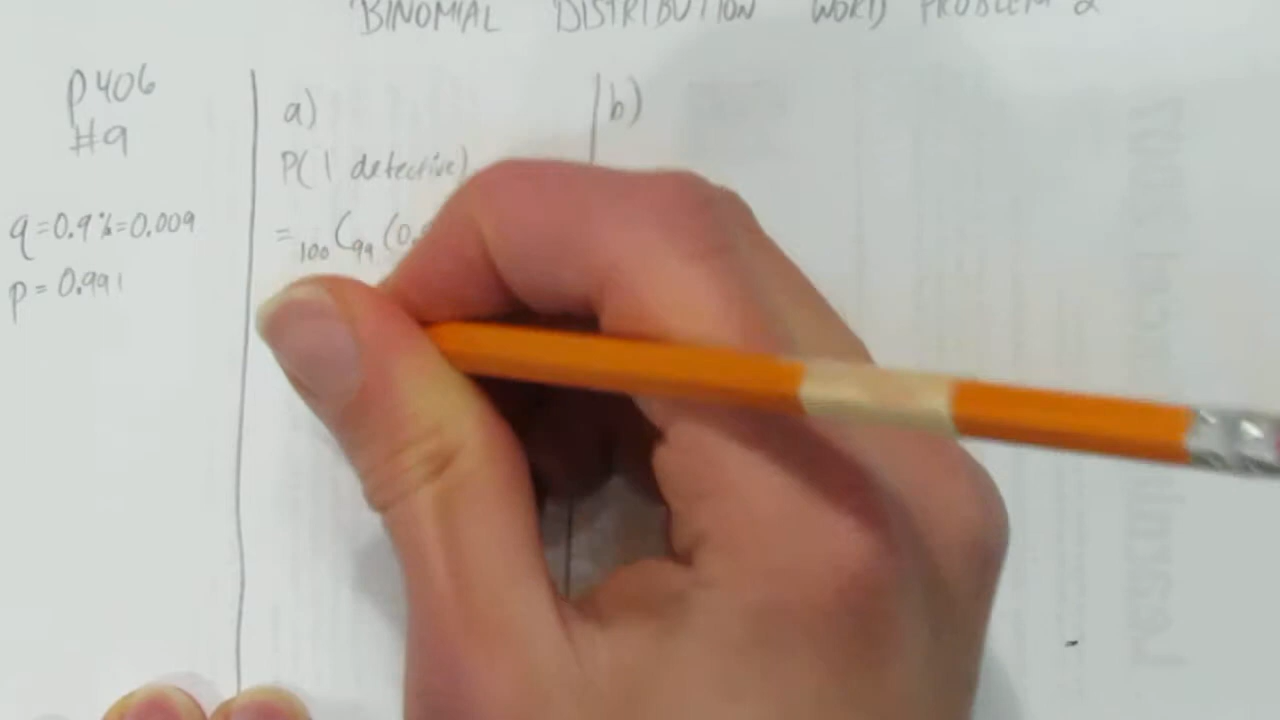 BINOMIAL DISTRIBUTION WORD PROBLEM 2
p406
#9
q=0.9%=0.009
p=0.991
a)
P(1 defective)
= 100C99 (0.
b)